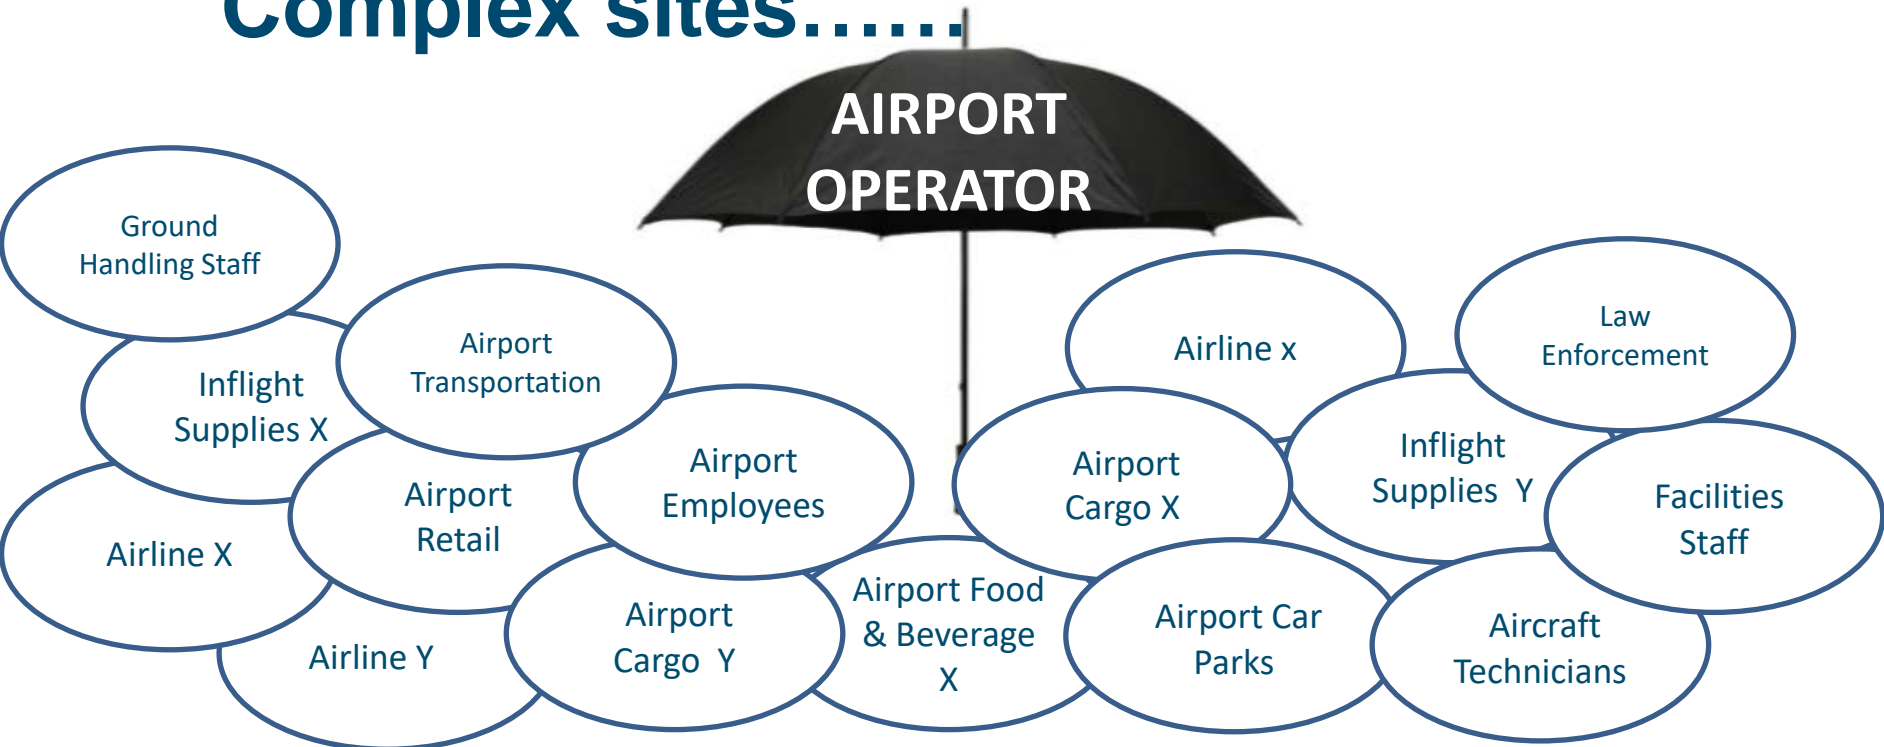 Complex sites......
AIRPORT
OPERATOR
Ground
Handling Staff
Airport
Transportation
Inflight
Supplies X
Airport
Retail
Airline X
Airline Y
Airport
Employees
Airport
Cargo Y
Airport Food
& Beverage
X
Airline x
Airport
Cargo X
Airport Car
Parks
Law
Enforcement
Inflight
Supplies Y
Facilities
Staff
Aircraft
Technicians